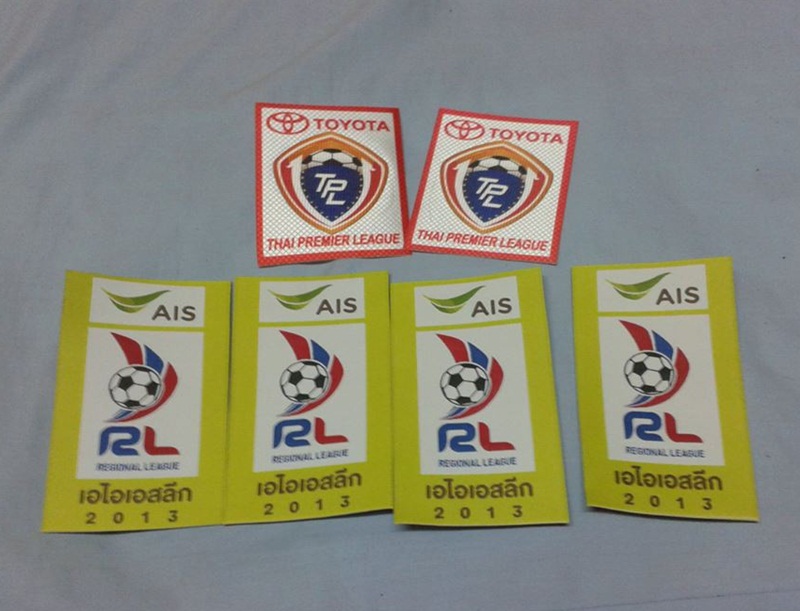 TOYOTA
TPL
THAI PREMIER LEAGUE
TOYOTA
TPL
THAI PREMIER LEAGUE
AIS
RL
REGIONAL LEAGUE
เอไอเอสลีก
2013
AIS
RL
REGIONAL LEAGUE
เอไอเอสลีก
2013
AIS
RL
REGIONAL LEAGUE
เอไอเอสลีก
2013
AIS
RL
REGIONAL LEAGUE
เอไอเอสลีก
2013